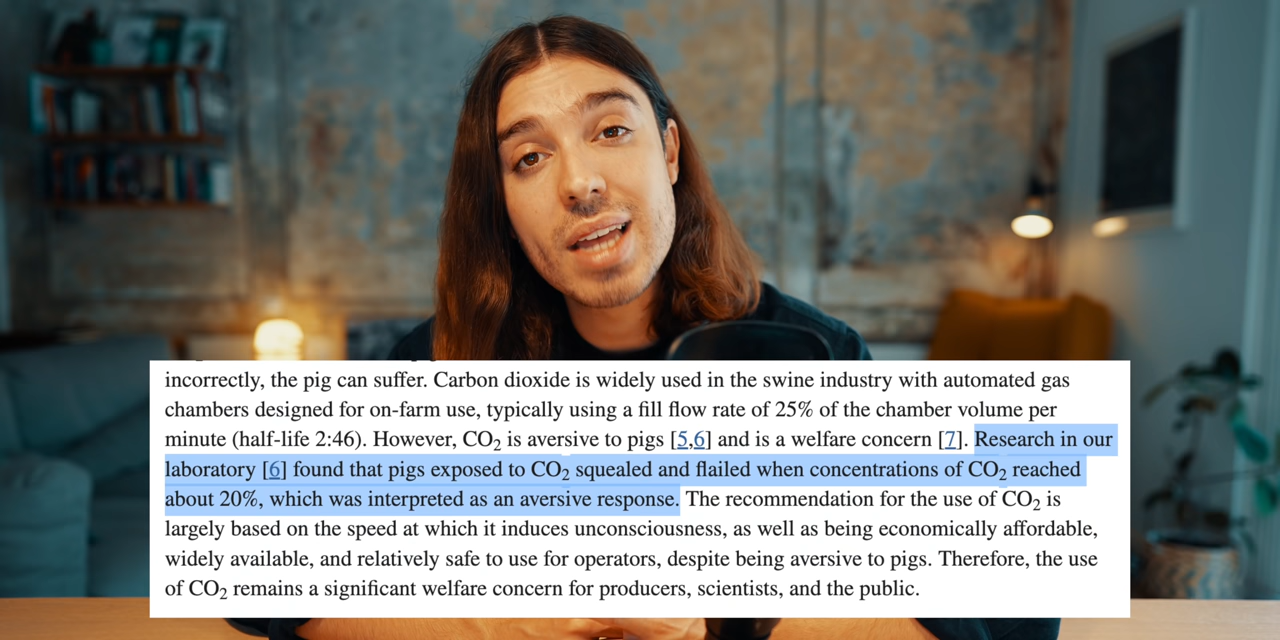 incorrectly, the pig can suffer. Carbon dioxide is widely used in the swine industry with automated gas
chambers designed for on-farm use, typically using a fill flow rate of 25% of the chamber volume per
minute (half-life 2:46). However, CO₂ is aversive to pigs [5,6] and is a welfare concern [7]. Research in our
laboratory [6] found that pigs exposed to CO₂ squealed and flailed when concentrations of CO₂ reached
about 20%, which was interpreted as an aversive response. The recommendation for the use of CO₂ is
largely based on the speed at which it induces unconsciousness, as well as being economically affordable,
widely available, and relatively safe to use for operators, despite being aversive to pigs. Therefore, the use
of CO₂ remains a significant welfare concern for producers, scientists, and the public.